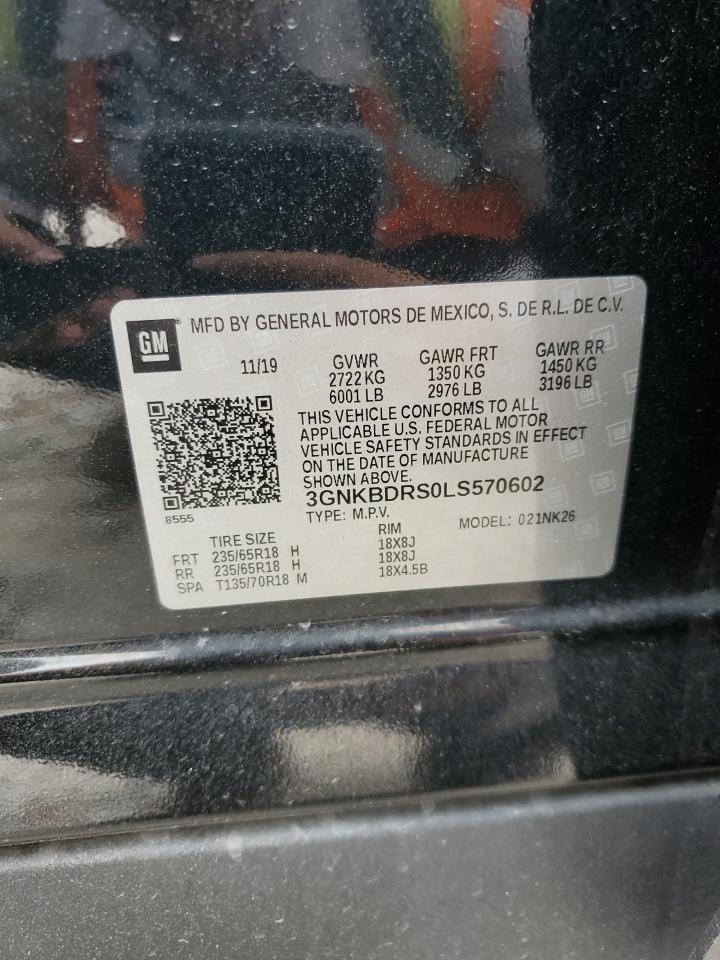 GM
MFD BY GENERAL MOTORS DE MEXICO, S. DE R.L. DE C.V.
11/19 GVWR GAWR FRT GAWR RR
2722 KG 1350 KG 1450 KG
6001 LB 2976 LB 3196 LB
THIS VEHICLE CONFORMS TO ALL
APPLICABLE U.S. FEDERAL MOTOR
VEHICLE SAFETY STANDARDS IN EFFECT
ON THE DATE OF MANUFACTURE
SHOWN ABOVE.
3GNKBDRS0LS570602
8555 TYPE: M.P.V. MODEL: 021NK26
TIRE SIZE RIM
FRT 235/65R18 H 18X8J
RR 235/65R18 H 18X8J
SPA T135/70R18 M 18X4.5B